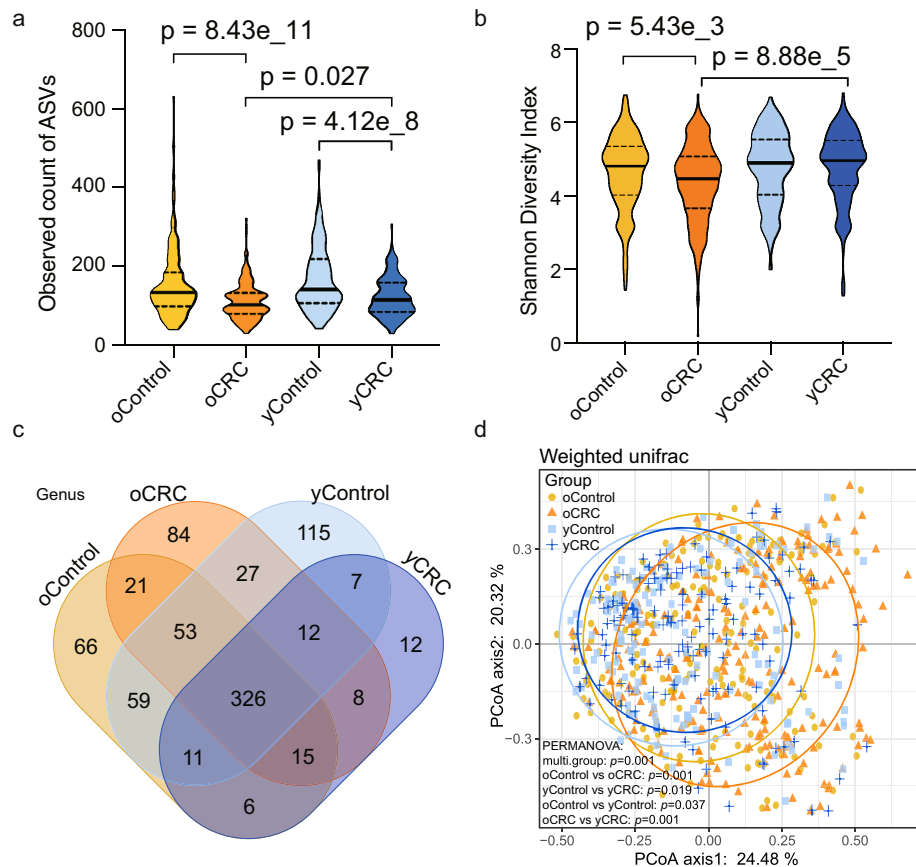 a
800
600
400
200
0
Observed count of ASVs
p = 8.43e_11
p = 0.027
p = 4.12e_8
oControl
oCRC
yControl
yCRC
b
8
6
4
2
0
Shannon Diversity Index
p = 5.43e_3
p = 8.88e_5
oControl
oCRC
yControl
yCRC
c
Genus
oControl
oCRC
yControl
yCRC
84
115
21
27
7
66
53
12
12
59
326
8
11
15
6
d
Weighted unifrac
Group
oControl
oCRC
yControl
yCRC
0.3
0.0
−0.3
PCoA axis2: 20.32 %
PERMANOVA:
multi.group: p=0.001
oControl vs oCRC: p=0.001
yControl vs yCRC: p=0.019
oControl vs yControl: p=0.037
oCRC vs yCRC: p=0.001
−0.50
−0.25
0.00
0.25
0.50
PCoA axis1: 24.48 %